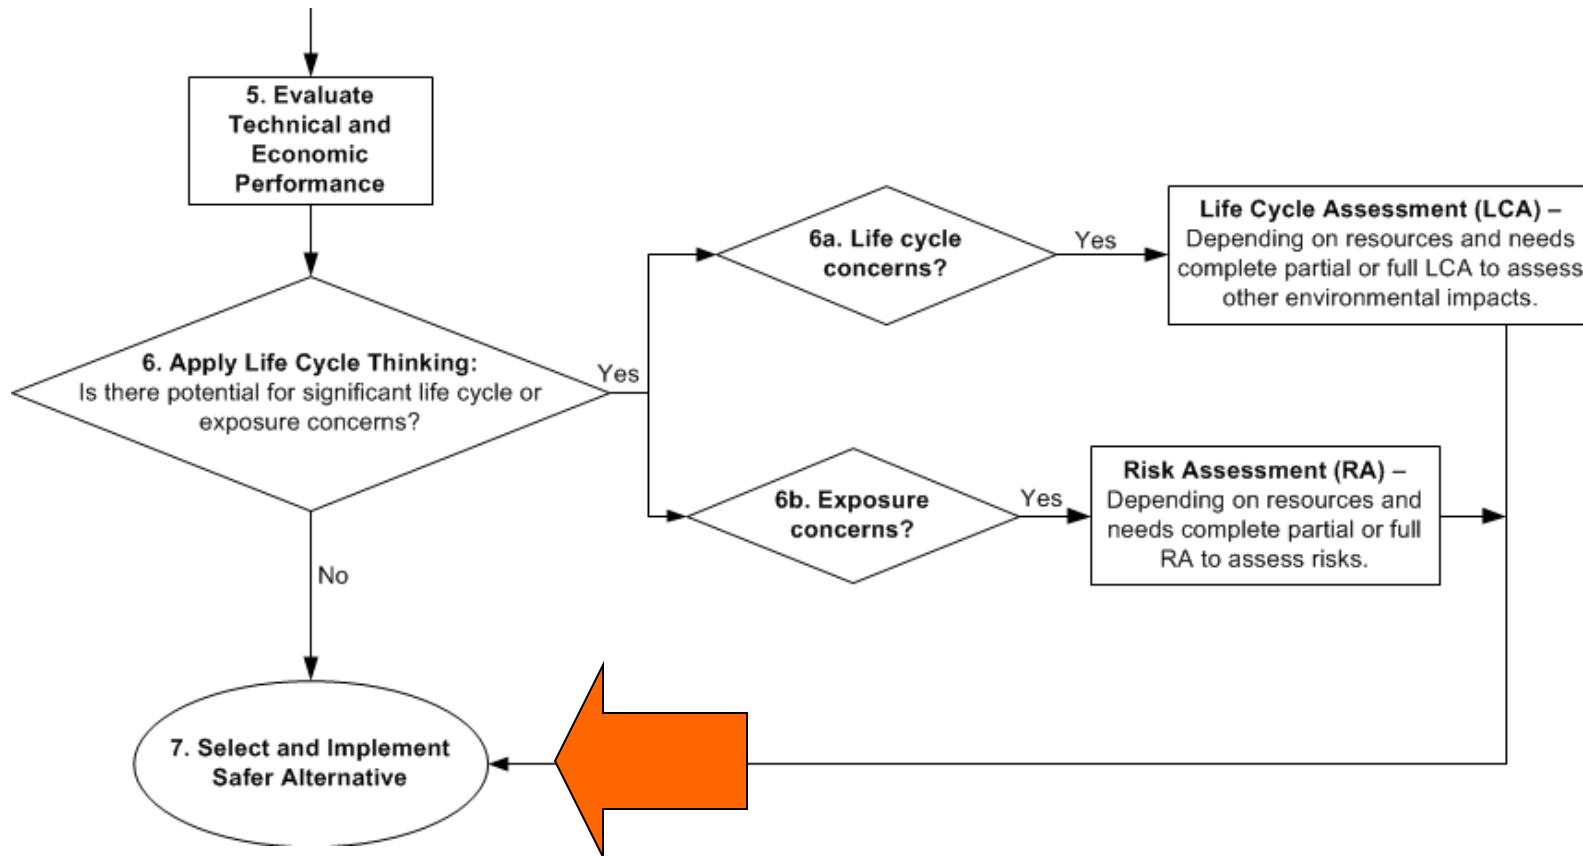 5. Evaluate
Technical and
Economic
Performance
6. Apply Life Cycle Thinking:
Is there potential for significant life cycle or
exposure concerns?
Yes
No
6a. Life cycle
concerns?
Yes
Life Cycle Assessment (LCA) –
Depending on resources and needs
complete partial or full LCA to assess
other environmental impacts.
6b. Exposure
concerns?
Yes
Risk Assessment (RA) –
Depending on resources and
needs complete partial or full
RA to assess risks.
7. Select and Implement
Safer Alternative